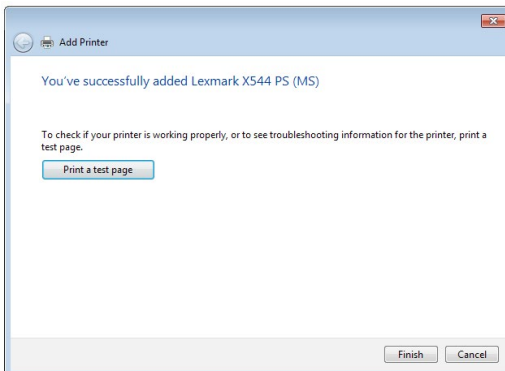 Add Printer
You've successfully added Lexmark X544 PS (MS)
To check if your printer is working properly, or to see troubleshooting information for the printer, print a
test page.
Print a test page
Finish Cancel